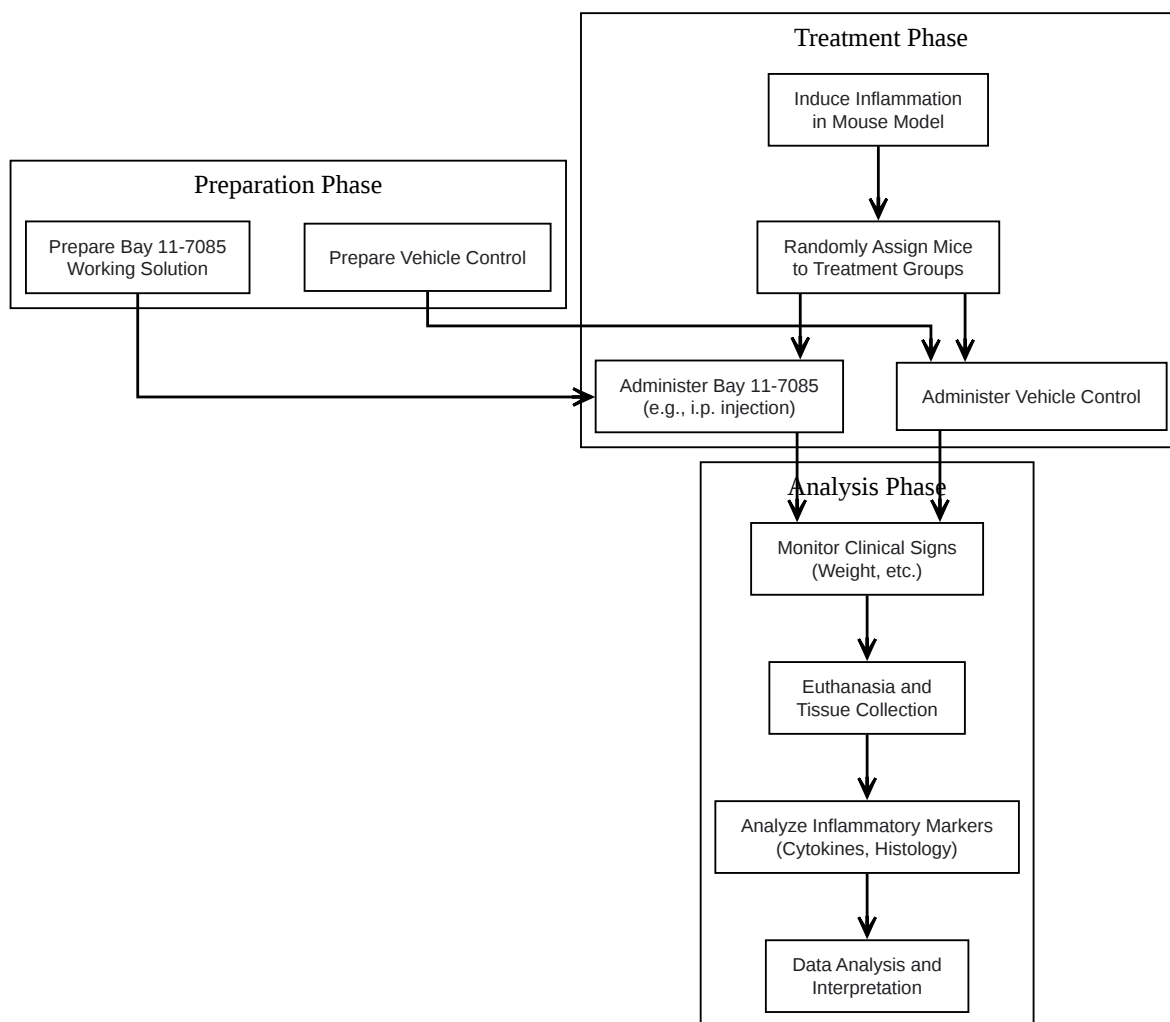 Treatment Phase
Induce Inflammation
in Mouse Model
Preparation Phase
Prepare Bay 11-7085
Working Solution
Prepare Vehicle Control
Randomly Assign Mice
to Treatment Groups
Administer Bay 11-7085
(e.g., i.p. injection)
Administer Vehicle Control
Analysis Phase
Monitor Clinical Signs
(Weight, etc.)
Euthanasia and
Tissue Collection
Analyze Inflammatory Markers
(Cytokines, Histology)
Data Analysis and
Interpretation